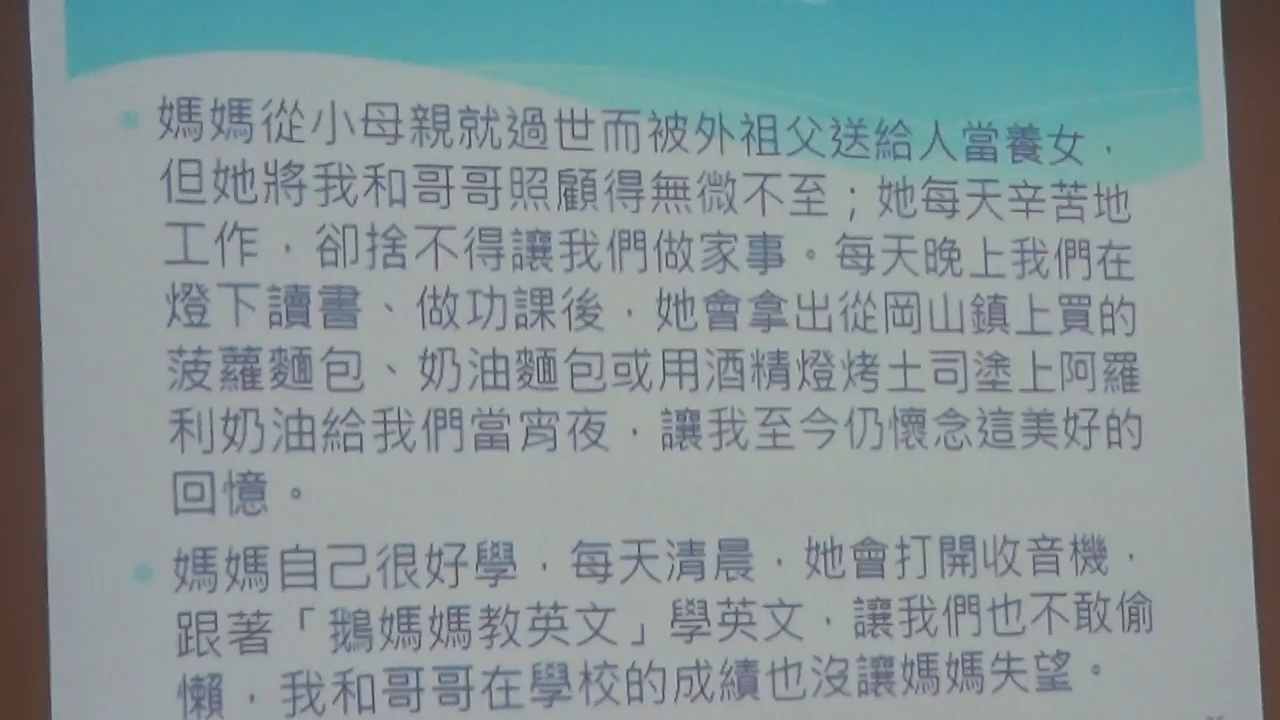 媽媽從小母親就過世而被外祖父送給人當養女，
但她將我和哥哥照顧得無微不至；她每天辛苦地
工作，卻捨不得讓我們做家事。每天晚上我們在
燈下讀書、做功課後，她會拿出從岡山鎮上買的
菠蘿麵包、奶油麵包或用酒精燈烤土司塗上阿羅
利奶油給我們當宵夜，讓我至今仍懷念這美好的
回憶。
媽媽自己很好學，每天清晨，她會打開收音機，
跟著「鵝媽媽教英文」學英文，讓我們也不敢偷
懶，我和哥哥在學校的成績也沒讓媽媽失望。